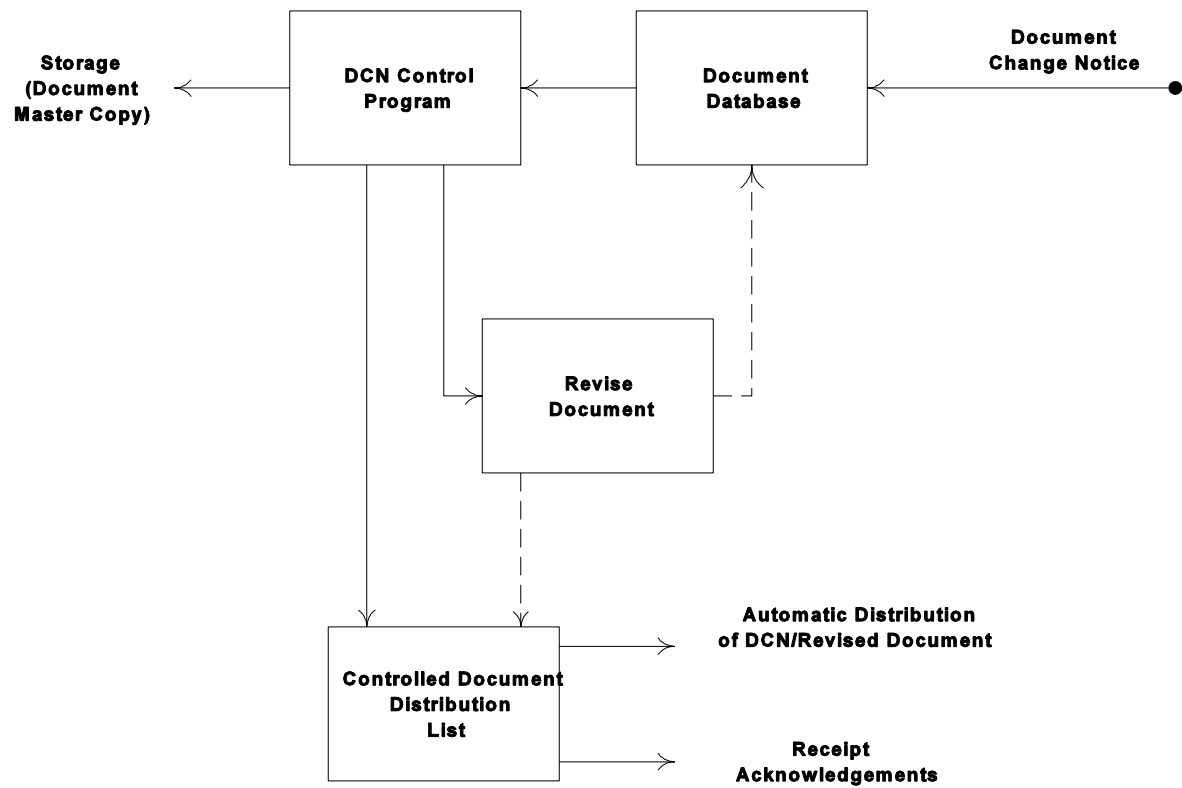 Storage
(Document
Master Copy)
DCN Control
Program
Document
Database
Document
Change Notice
Revise
Document
Controlled Document
Distribution
List
Automatic Distribution
of DCN/Revised Document
Receipt
Acknowledgements